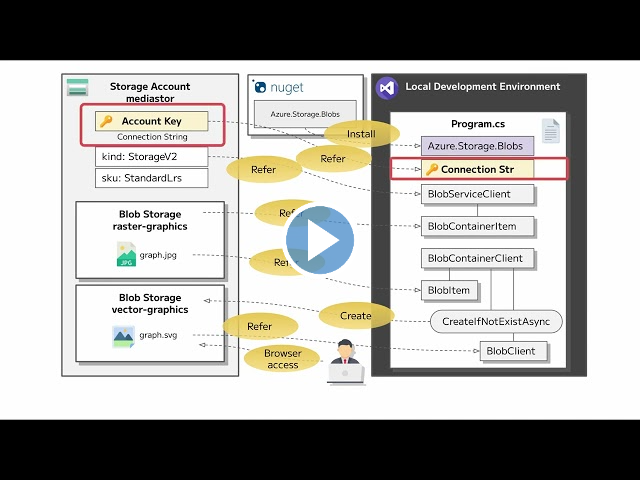 Storage Account
mediastor
Account Key
Connection String
kind: StorageV2
sku: StandardLrs
Blob Storage
raster-graphics
JPG
graph.jpg
Blob Storage
vector-graphics
graph.svg
nuget
Azure.Storage.Blobs
Install
Refer
Refer
Create
Refer
Browser
access
Local Development Environment
Program.cs
Azure.Storage.Blobs
Connection Str
BlobServiceClient
BlobContainerItem
BlobContainerClient
BlobItem
CreateIfNotExistAsync
BlobClient